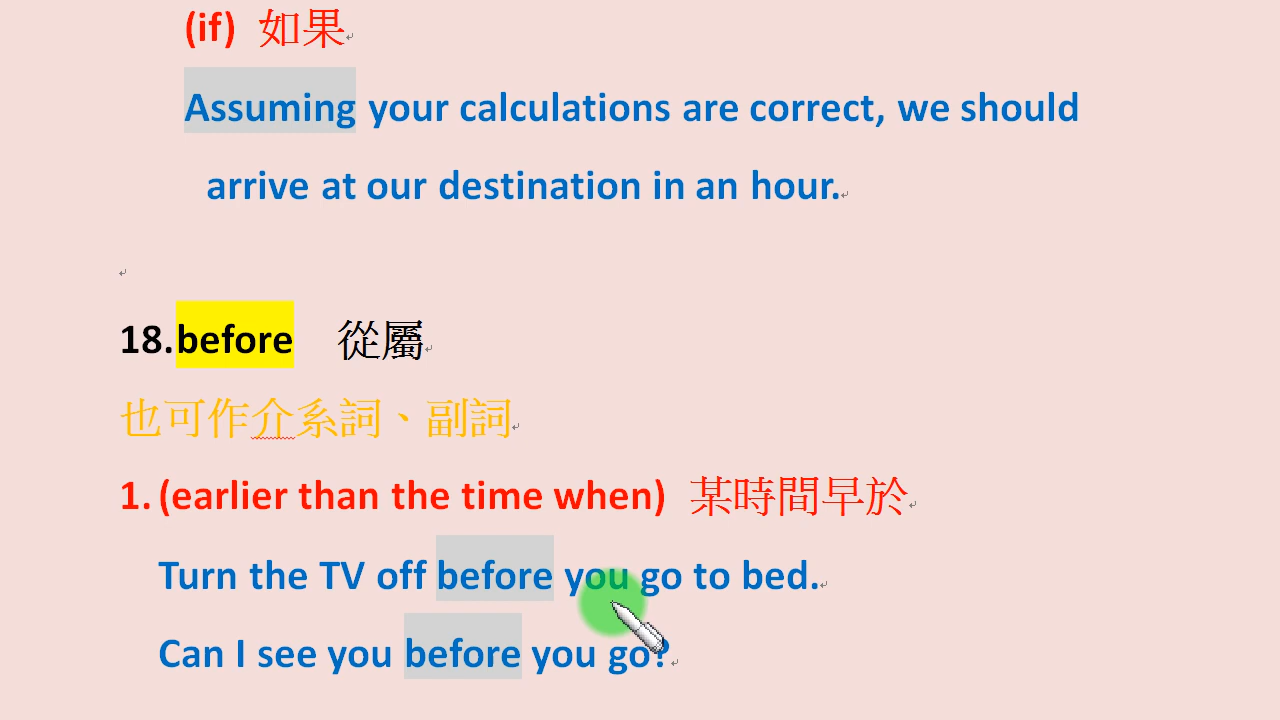 (if) 如果
Assuming your calculations are correct, we should
arrive at our destination in an hour.
18.before 從屬
也可作介系詞、副詞
1. (earlier than the time when) 某時間早於
Turn the TV off before you go to bed.
Can I see you before you go?